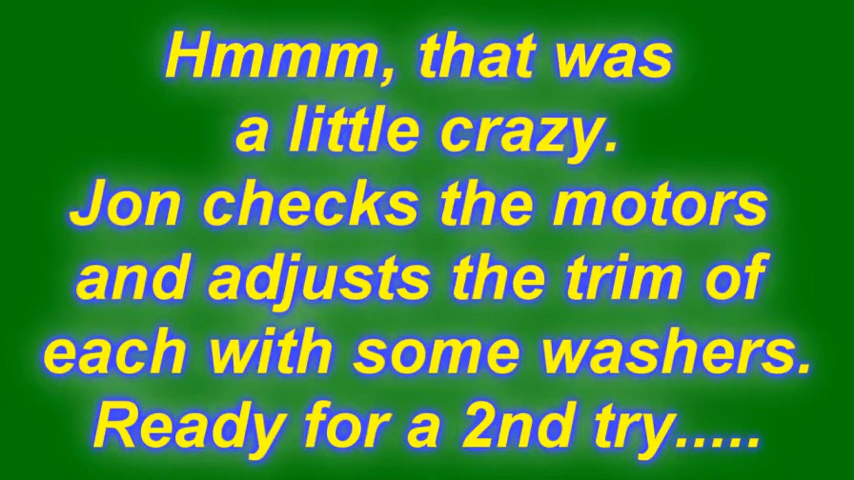 Hmmm, that was
a little crazy.
Jon checks the motors
and adjusts the trim of
each with some washers.
Ready for a 2nd try.....